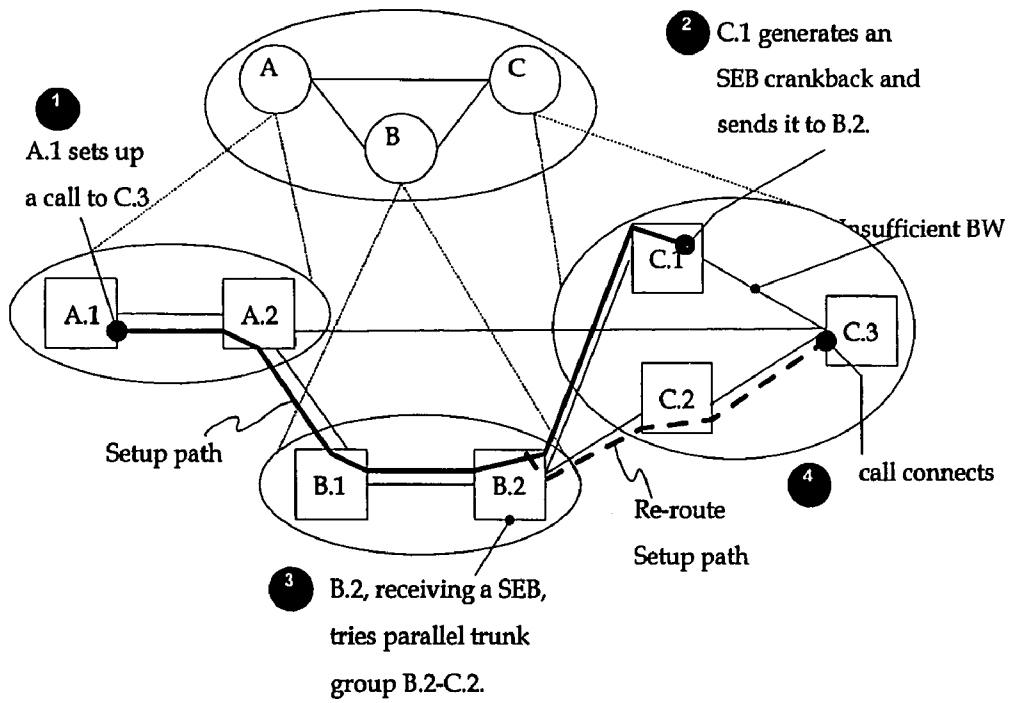 2
C.1 generates an
SEB crankback and
sends it to B.2.
A
C
B
1
A.1 sets up
a call to C.3
Insufficient BW
C.1
A.1
A.2
C.3
C.2
Setup path
B.1
B.2
4
call connects
Re-route
Setup path
3
B.2, receiving a SEB,
tries parallel trunk
group B.2-C.2.